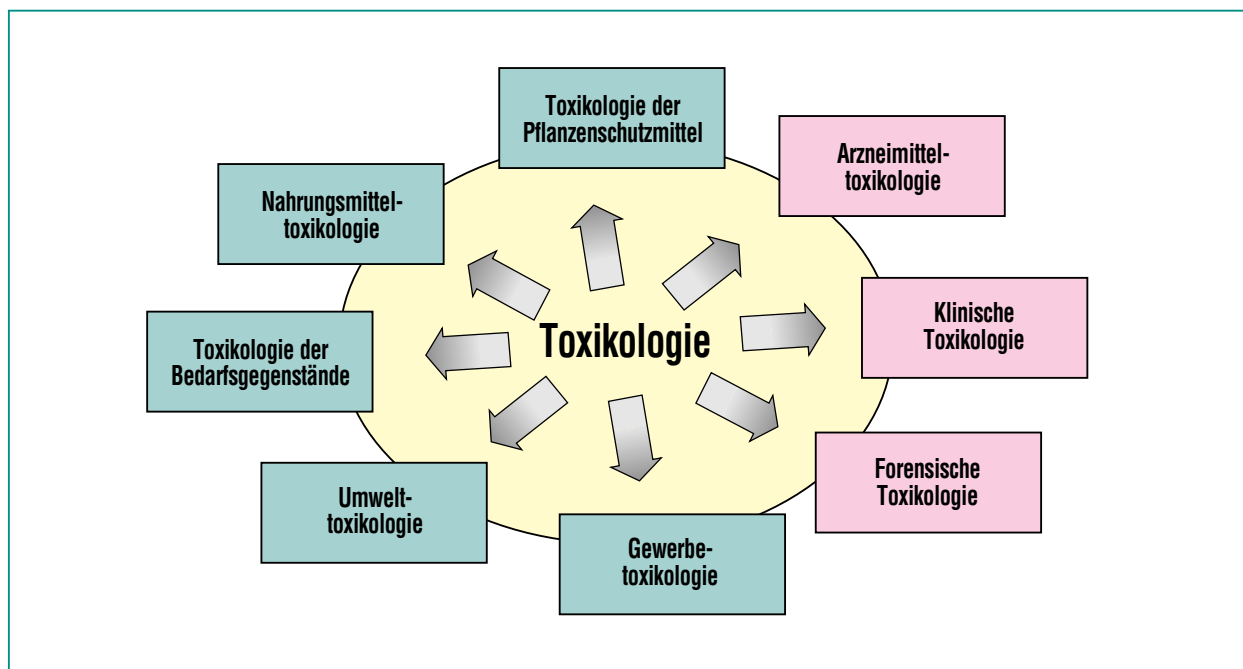 Toxikologie der
Pflanzenschutzmittel
Arzneimittel-
toxikologie
Nahrungsmittel-
toxikologie
Klinische
Toxikologie
Toxikologie
Toxikologie der
Bedarfsgegenstände
Forensische
Toxikologie
Umwelt-
toxikologie
Gewerbe-
toxikologie